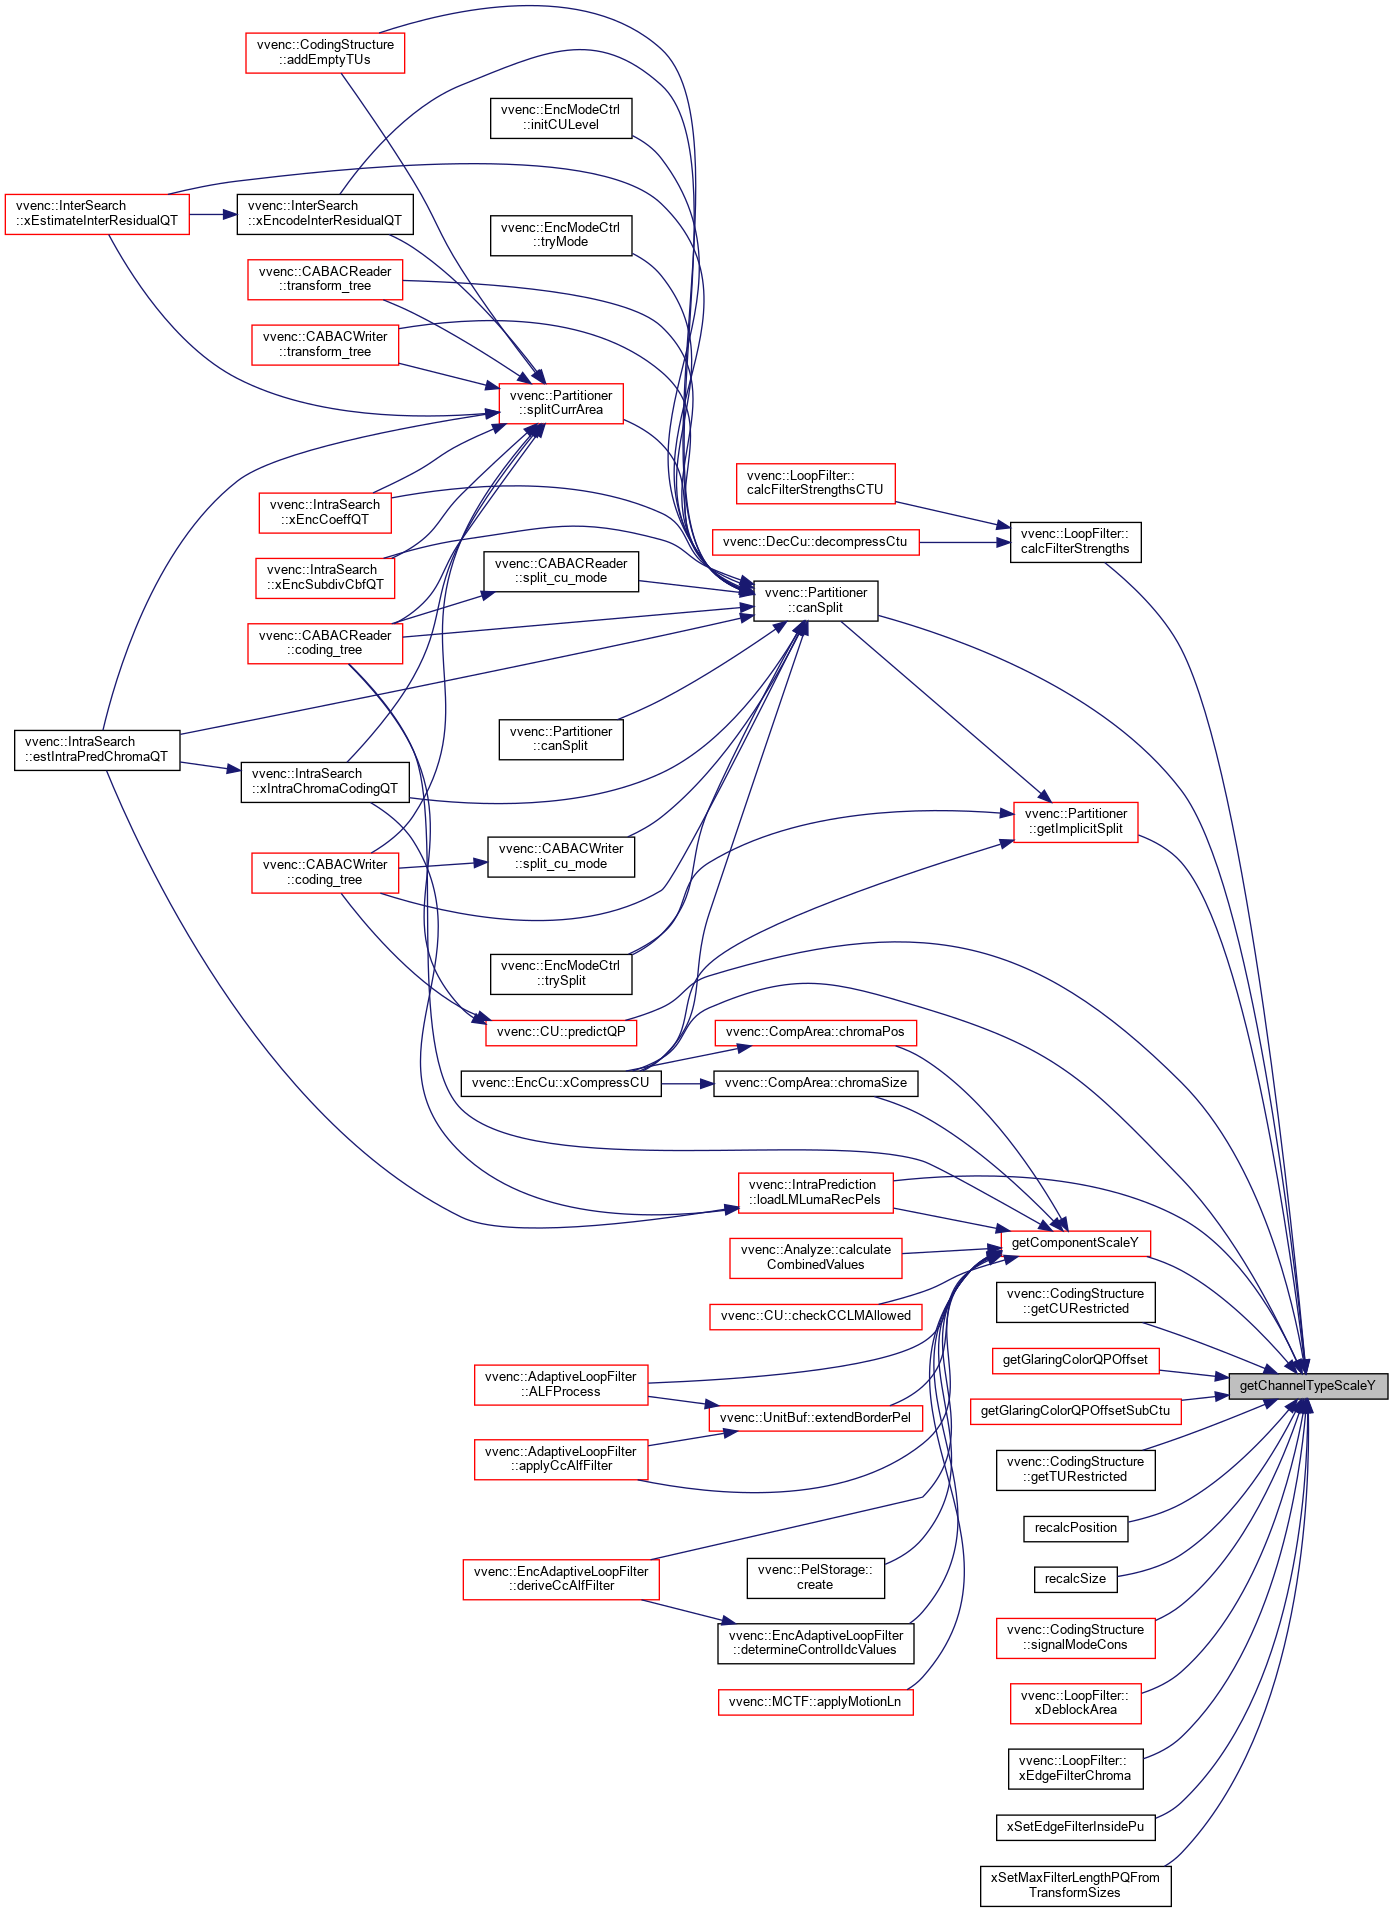 vvenc::CodingStructure
::addEmptyTUs
vvenc::EncModeCtrl
::initCULevel
vvenc::InterSearch
::xEstimateInterResidualQT
vvenc::InterSearch
::xEncodeInterResidualQT
vvenc::EncModeCtrl
::tryMode
vvenc::CABACReader
::transform_tree
vvenc::CABACWriter
::transform_tree
vvenc::Partitioner
::splitCurrArea
vvenc::LoopFilter::
calcFilterStrengthsCTU
vvenc::IntraSearch
::xEncCoeffQT
vvenc::DecCu::decompressCtu
vvenc::LoopFilter::
calcFilterStrengths
vvenc::IntraSearch
::xEncSubdivCbfQT
vvenc::CABACReader
::split_cu_mode
vvenc::Partitioner
::canSplit
vvenc::CABACReader
::coding_tree
vvenc::Partitioner
::canSplit
vvenc::IntraSearch
::estIntraPredChromaQT
vvenc::IntraSearch
::xIntraChromaCodingQT
vvenc::Partitioner
::getImplicitSplit
vvenc::CABACWriter
::split_cu_mode
vvenc::CABACWriter
::coding_tree
vvenc::EncModeCtrl
::trySplit
vvenc::CU::predictQP
vvenc::CompArea::chromaPos
vvenc::EncCu::xCompressCU
vvenc::CompArea::chromaSize
vvenc::IntraPrediction
::loadLMLumaRecPels
getComponentScaleY
vvenc::Analyze::calculate
CombinedValues
vvenc::CodingStructure
::getCURestricted
vvenc::CU::checkCCLMAllowed
getGlaringColorQPOffset
vvenc::AdaptiveLoopFilter
::ALFProcess
getChannelTypeScaleY
getGlaringColorQPOffsetSubCtu
vvenc::UnitBuf::extendBorderPel
vvenc::AdaptiveLoopFilter
::applyCcAlfFilter
vvenc::CodingStructure
::getTURestricted
recalcPosition
vvenc::EncAdaptiveLoopFilter
::deriveCcAlfFilter
vvenc::PelStorage::
create
recalcSize
vvenc::EncAdaptiveLoopFilter
::determineControlIdcValues
vvenc::CodingStructure
::signalModeCons
vvenc::MCTF::applyMotionLn
vvenc::LoopFilter::
xDeblockArea
vvenc::LoopFilter::
xEdgeFilterChroma
xSetEdgeFilterInsidePu
xSetMaxFilterLengthPQFrom
TransformSizes